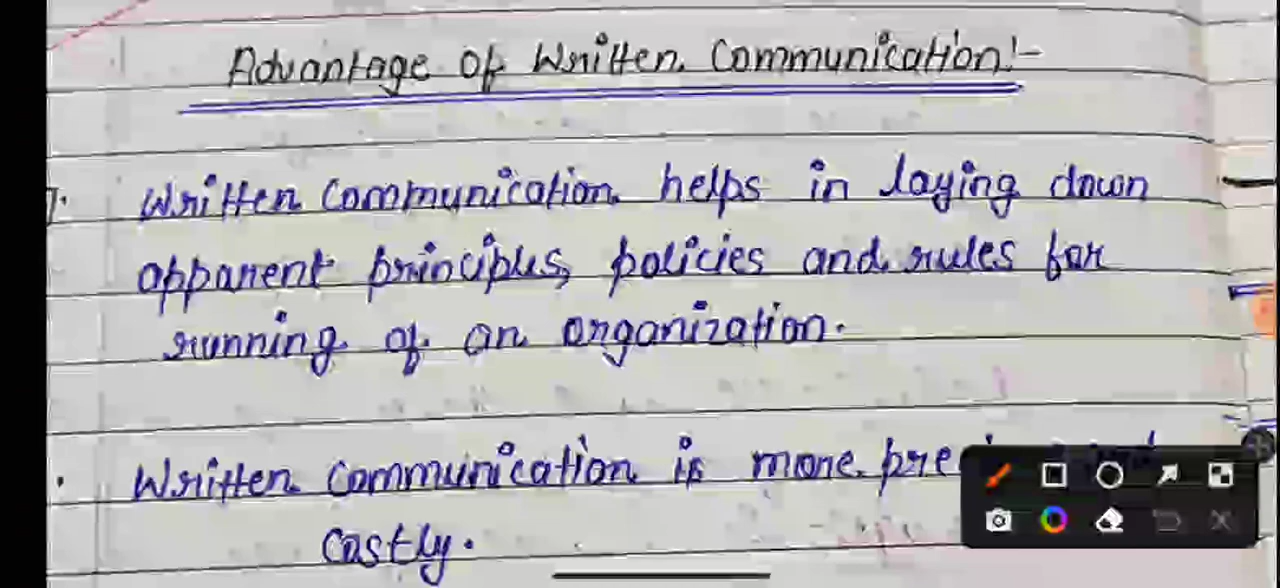 Advantage of Written Communication:-
1. Written Communication helps in laying down
apparent principles, policies and rules for
running of an organization.
. Written Communication is more
costly.